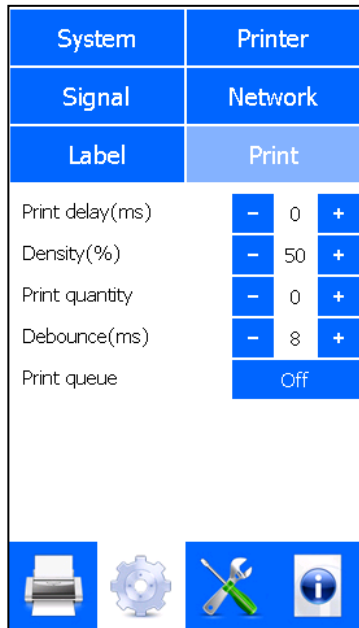 System Printer
Signal Network
Label Print
Print delay(ms) - 0 +
Density(%) - 50 +
Print quantity - 0 +
Debounce(ms) - 8 +
Print queue Off